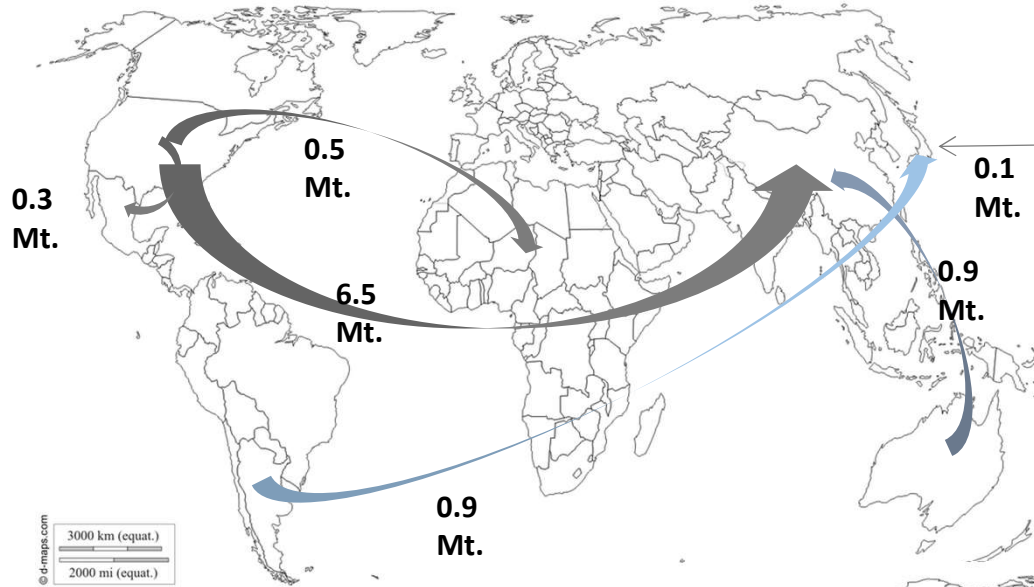 0.5
Mt.
0.1
Mt.
0.3
Mt.
0.9
Mt.
6.5
Mt.
0.9
Mt.
3000 km (equat.)
2000 mi (equat.)
© d-maps.com